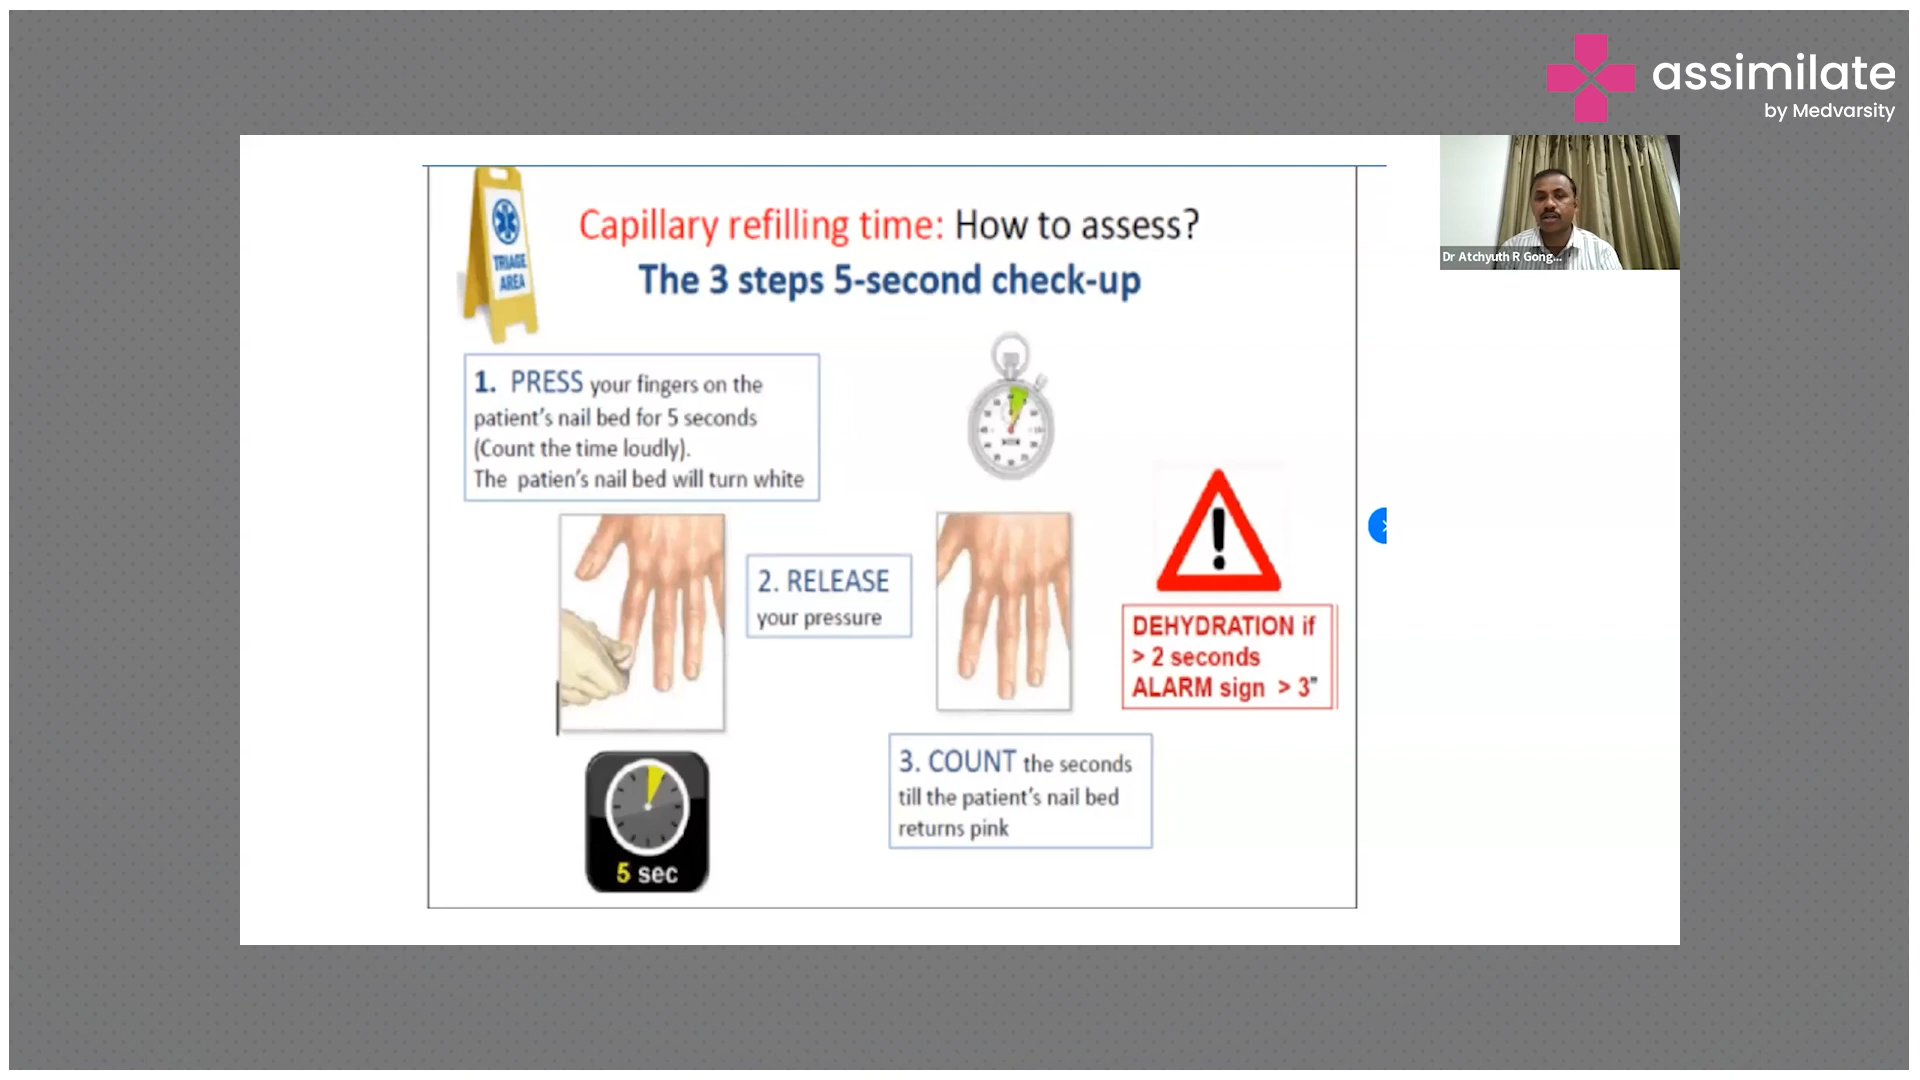 assimilate
by Medvarsity
Dr Atchyuth R Gong...
TRIAGE
AREA
Capillary refilling time: How to assess?
The 3 steps 5-second check-up
1. PRESS your fingers on the
patient's nail bed for 5 seconds
(Count the time loudly).
The patien's nail bed will turn white
2. RELEASE
your pressure
DEHYDRATION if
> 2 seconds
ALARM sign > 3"
3. COUNT the seconds
till the patient's nail bed
returns pink
5 sec